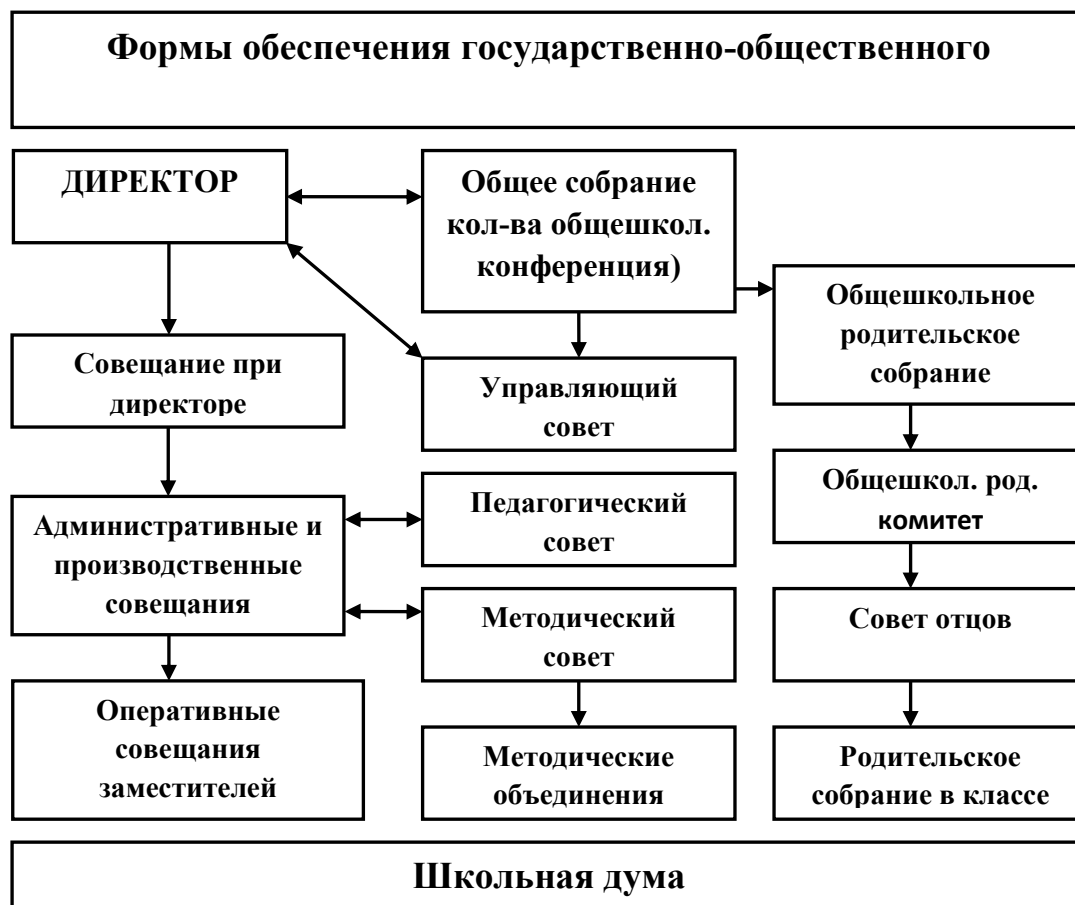 Формы обеспечения государственно-общественного
ДИРЕКТОР
Общее собрание
кол-ва общешкол.
конференция)
Общешкольное
родительское
собрание
Совещание при
директоре
Управляющий
совет
Общешкол. род.
комитет
Административные и
производственные
совещания
Педагогический
совет
Методический
совет
Совет отцов
Оперативные
совещания
заместителей
Методические
объединения
Родительское
собрание в классе
Школьная дума